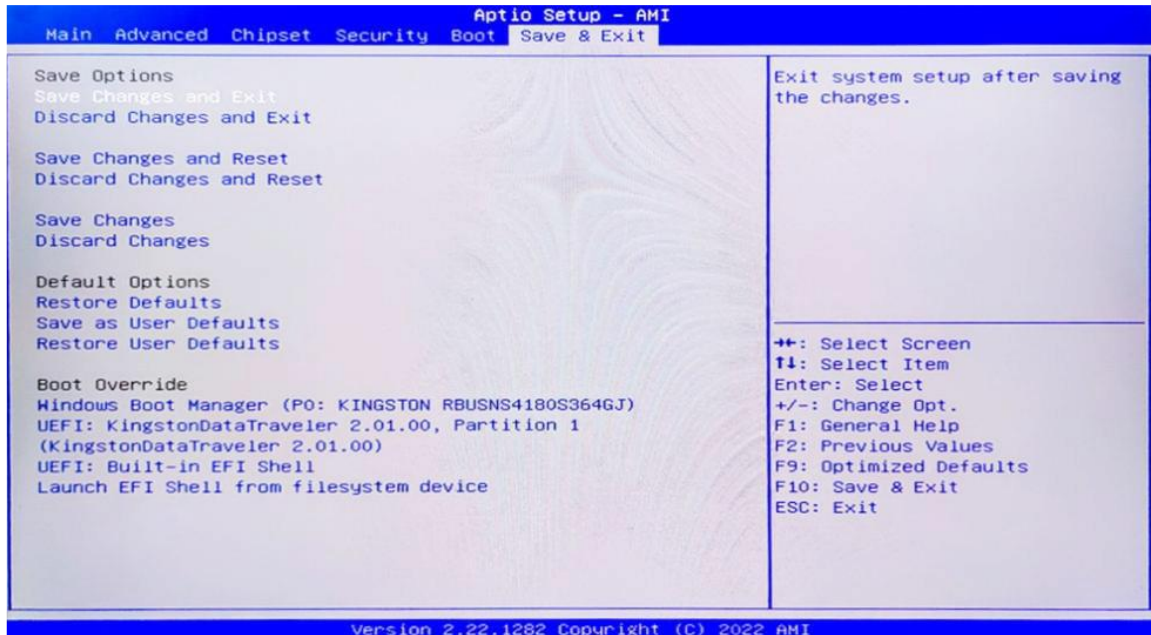 Aptio Setup – AMI
Main Advanced Chipset Security Boot Save & Exit
Save Options
Save Changes and Exit
Discard Changes and Exit
Save Changes and Reset
Discard Changes and Reset
Save Changes
Discard Changes
Default Options
Restore Defaults
Save as User Defaults
Restore User Defaults
Boot Override
Windows Boot Manager (P0: KINGSTON RBUSNS4180S364GJ)
UEFI: KingstonDataTraveler 2.01.00, Partition 1
(KingstonDataTraveler 2.01.00)
UEFI: Built-in EFI Shell
Launch EFI Shell from filesystem device
Exit system setup after saving
the changes.
→←: Select Screen
↑↓: Select Item
Enter: Select
+/-: Change Opt.
F1: General Help
F2: Previous Values
F9: Optimized Defaults
F10: Save & Exit
ESC: Exit
Version 2.22.1282 Copyright (C) 2022 AMI